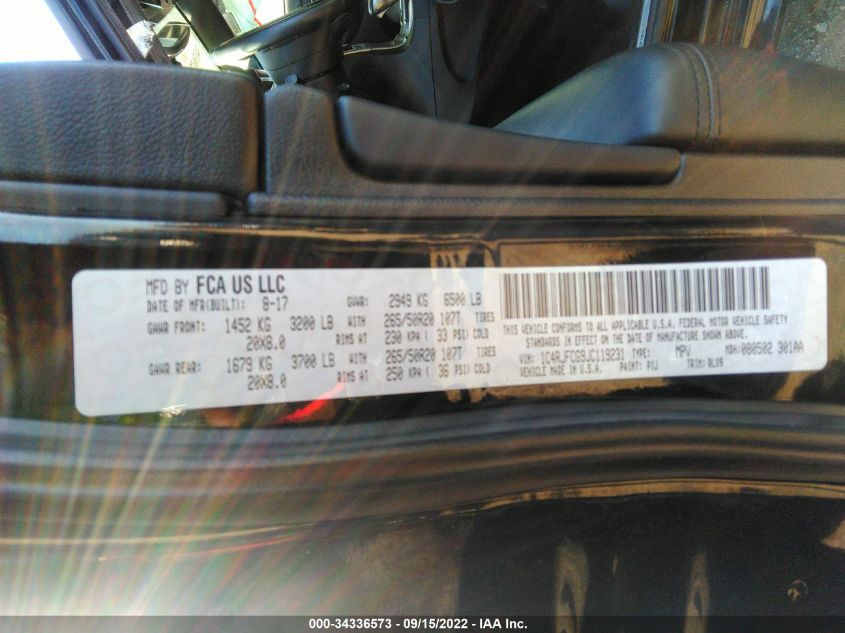 MFD BY FCA US LLC
DATE OF MFR(BUILT): 8-17 GVWR: 2949 KG 6500 LB
GAWR FRONT: 1452 KG 3200 LB WITH 265/50R20 107T TIRES
20X8.0 RIMS AT 230 KPA ( 33 PSI) COLD
GAWR REAR: 1679 KG 3700 LB WITH 265/50R20 107T TIRES
20X8.0 RIMS AT 250 KPA ( 36 PSI) COLD
THIS VEHICLE CONFORMS TO ALL APPLICABLE U.S.A. FEDERAL MOTOR VEHICLE SAFETY
STANDARDS IN EFFECT ON THE DATE OF MANUFACTURE SHOWN ABOVE.
VIN: 1C4RJFCG9JC119231 TYPE: MPV MDH: 080502 301AA
VEHICLE MADE IN U.S.A. PAINT: PXJ TRIM: RLX9
000-34336573 - 09/15/2022 - IAA Inc.